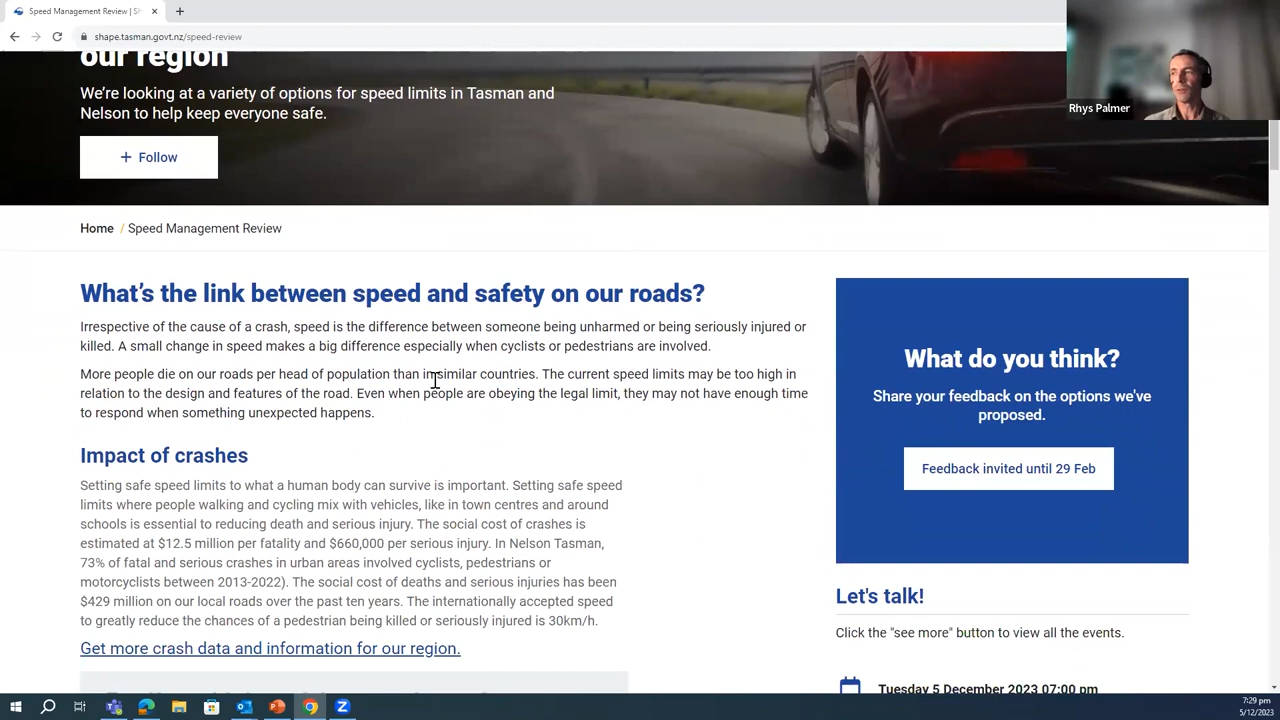 Speed Management Review | S
shape.tasman.govt.nz/speed-review
Rhys Palmer
our region
We're looking at a variety of options for speed limits in Tasman and
Nelson to help keep everyone safe.
+ Follow
Home / Speed Management Review
What's the link between speed and safety on our roads?
Irrespective of the cause of a crash, speed is the difference between someone being unharmed or being seriously injured or
killed. A small change in speed makes a big difference especially when cyclists or pedestrians are involved.
More people die on our roads per head of population than in similar countries. The current speed limits may be too high in
relation to the design and features of the road. Even when people are obeying the legal limit, they may not have enough time
to respond when something unexpected happens.
Impact of crashes
Setting safe speed limits to what a human body can survive is important. Setting safe speed
limits where people walking and cycling mix with vehicles, like in town centres and around
schools is essential to reducing death and serious injury. The social cost of crashes is
estimated at $12.5 million per fatality and $660,000 per serious injury. In Nelson Tasman,
73% of fatal and serious crashes in urban areas involved cyclists, pedestrians or
motorcyclists between 2013-2022). The social cost of deaths and serious injuries has been
$429 million on our local roads over the past ten years. The internationally accepted speed
to greatly reduce the chances of a pedestrian being killed or seriously injured is 30km/h.
Get more crash data and information for our region.
What do you think?
Share your feedback on the options we've
proposed.
Feedback invited until 29 Feb
Let's talk!
Click the "see more" button to view all the events.
Tuesday 5 December 2023 07:00 pm
7:29 pm
5/12/2023